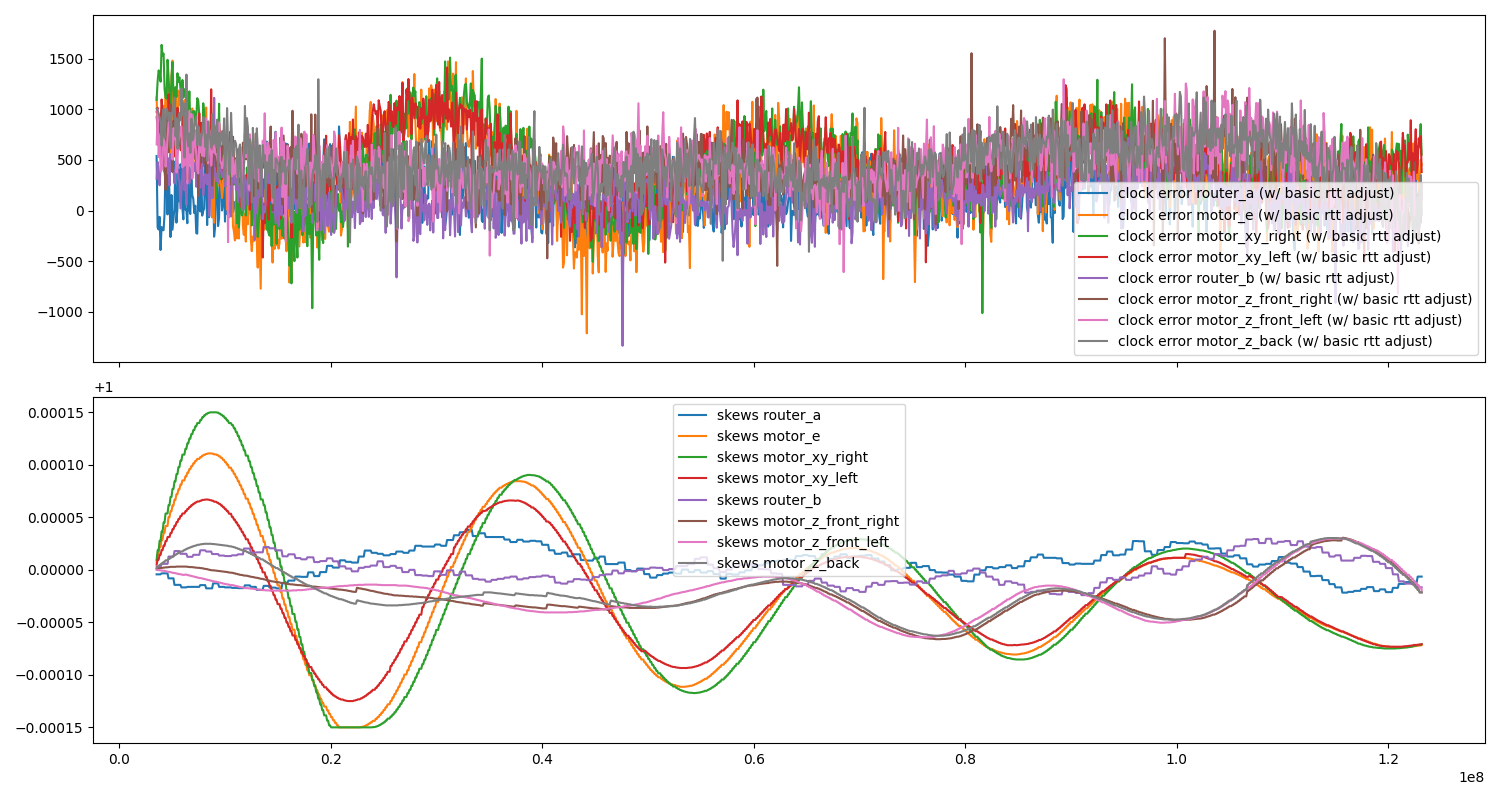 1500
1000
500
0
−500
−1000
clock error router_a (w/ basic rtt adjust)
clock error motor_e (w/ basic rtt adjust)
clock error motor_xy_right (w/ basic rtt adjust)
clock error motor_xy_left (w/ basic rtt adjust)
clock error router_b (w/ basic rtt adjust)
clock error motor_z_front_right (w/ basic rtt adjust)
clock error motor_z_front_left (w/ basic rtt adjust)
clock error motor_z_back (w/ basic rtt adjust)
+1
0.00015
0.00010
0.00005
0.00000
−0.00005
−0.00010
−0.00015
skews router_a
skews motor_e
skews motor_xy_right
skews motor_xy_left
skews router_b
skews motor_z_front_right
skews motor_z_front_left
skews motor_z_back
0.0 0.2 0.4 0.6 0.8 1.0 1.2
1e8